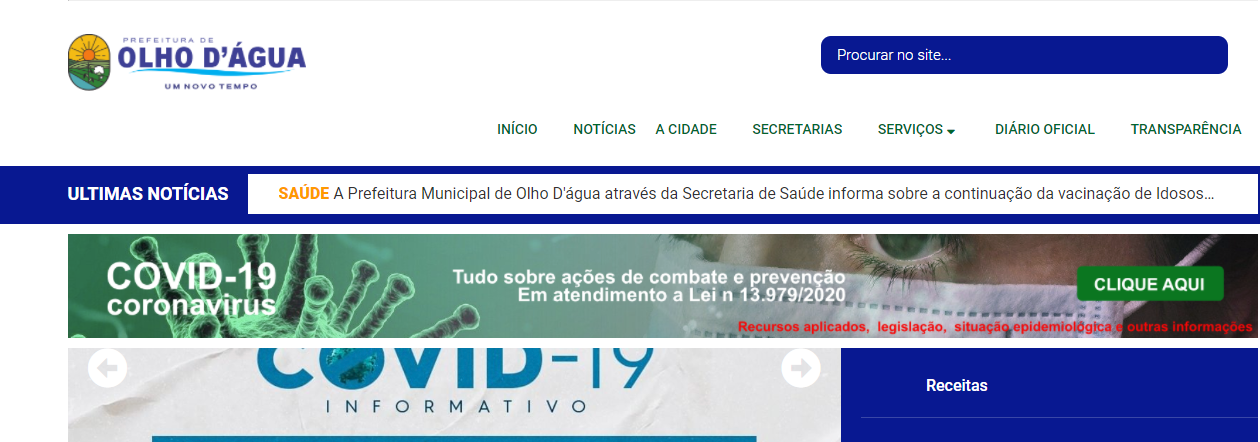 PREFEITURA DE
OLHO D'ÁGUA
UM NOVO TEMPO
Procurar no site...
INÍCIO NOTÍCIAS A CIDADE SECRETARIAS SERVIÇOS DIÁRIO OFICIAL TRANSPARÊNCIA
ULTIMAS NOTÍCIAS SAÚDE A Prefeitura Municipal de Olho D'água através da Secretaria de Saúde informa sobre a continuação da vacinação de Idosos...
COVID-19
coronavirus
Tudo sobre ações de combate e prevenção
Em atendimento a Lei n 13.979/2020
CLIQUE AQUI
Recursos aplicados, legislação, situação epidemiológica e outras informações
COVID-19
INFORMATIVO
Receitas